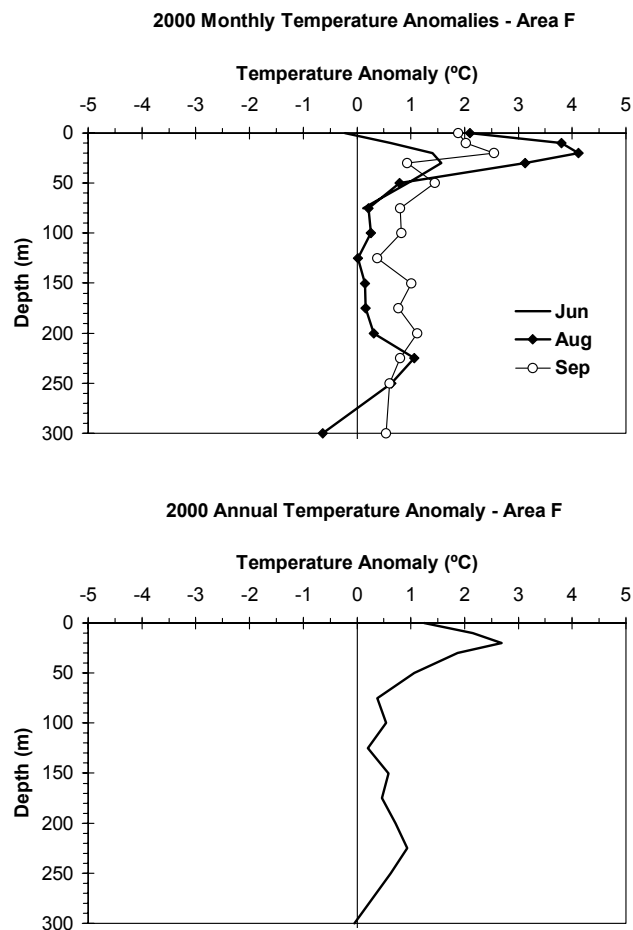 2000 Monthly Temperature Anomalies - Area F
Temperature Anomaly (ºC)
-5 -4 -3 -2 -1 0 1 2 3 4 5
0
50
100
150
200
250
300
Depth (m)
Jun
Aug
Sep
2000 Annual Temperature Anomaly - Area F
Temperature Anomaly (ºC)
-5 -4 -3 -2 -1 0 1 2 3 4 5
0
50
100
150
200
250
300
Depth (m)